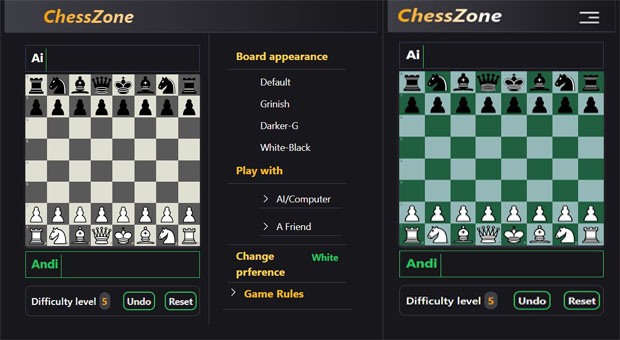 ChessZone
Ai
Andi
Difficulty level 5 Undo Reset
Board appearance
Default
Grinish
Darker-G
White-Black
Play with
AI/Computer
A Friend
Change
prference
White
Game Rules
ChessZone
Ai
Andi
Difficulty level 5 Undo Reset